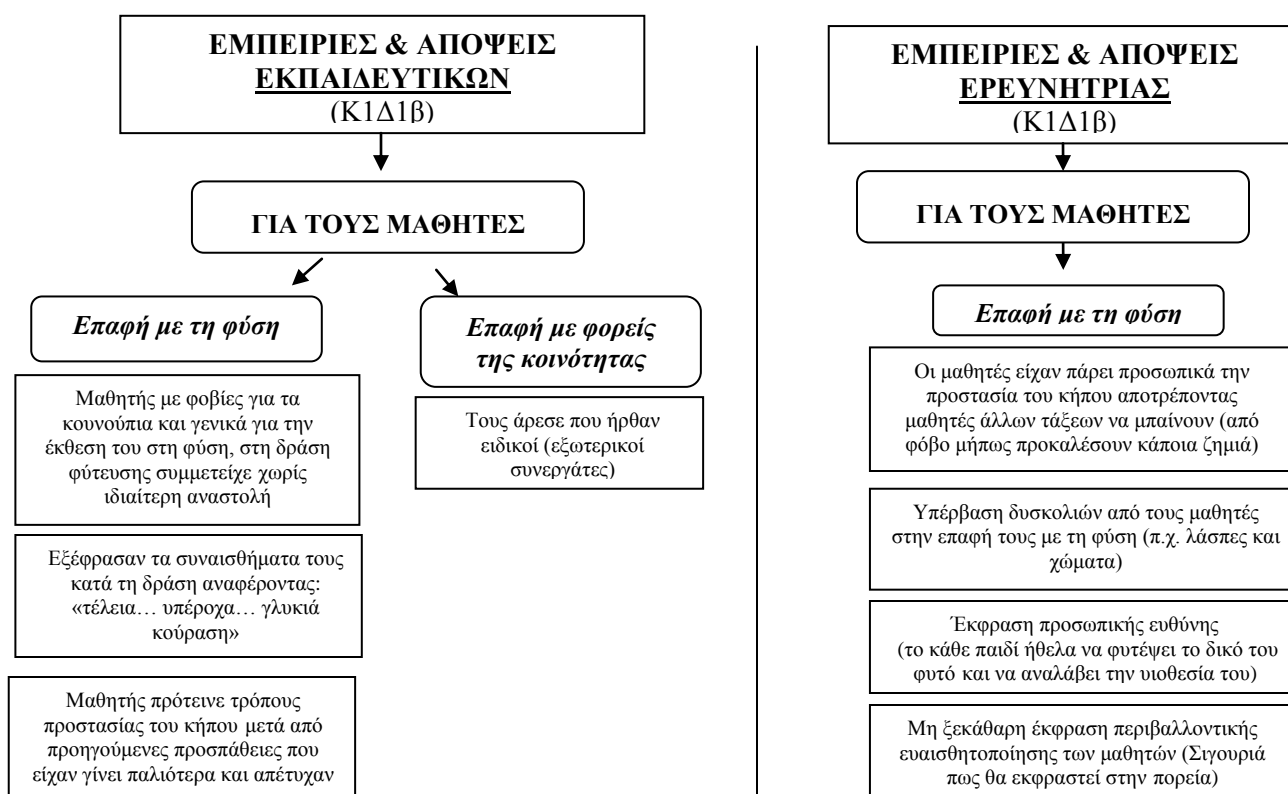 ΕΜΠΕΙΡΙΕΣ & ΑΠΟΨΕΙΣ
ΕΚΠΑΙΔΕΥΤΙΚΩΝ
(Κ1Δ1β)
ΓΙΑ ΤΟΥΣ ΜΑΘΗΤΕΣ
Επαφή με τη φύση
Μαθητής με φοβίες για τα
κουνούπια και γενικά για την
έκθεση του στη φύση, στη δράση
φύτευσης συμμετείχε χωρίς
ιδιαίτερη αναστολή
Εξέφρασαν τα συναισθήματα τους
κατά τη δράση αναφέροντας:
«τέλεια… υπέροχα… γλυκιά
κούραση»
Μαθητής πρότεινε τρόπους
προστασίας του κήπου μετά από
προηγούμενες προσπάθειες που
είχαν γίνει παλιότερα και απέτυχαν
Επαφή με φορείς
της κοινότητας
Τους άρεσε που ήρθαν
ειδικοί (εξωτερικοί
συνεργάτες)
ΕΜΠΕΙΡΙΕΣ & ΑΠΟΨΕΙΣ
ΕΡΕΥΝΗΤΡΙΑΣ
(Κ1Δ1β)
ΓΙΑ ΤΟΥΣ ΜΑΘΗΤΕΣ
Επαφή με τη φύση
Οι μαθητές είχαν πάρει προσωπικά την
προστασία του κήπου αποτρέποντας
μαθητές άλλων τάξεων να μπαίνουν (από
φόβο μήπως προκαλέσουν κάποια ζημιά)
Υπέρβαση δυσκολιών από τους μαθητές
στην επαφή τους με τη φύση (π.χ. λάσπες και
χώματα)
Έκφραση προσωπικής ευθύνης
(το κάθε παιδί ήθελα να φυτέψει το δικό του
φυτό και να αναλάβει την υιοθεσία του)
Μη ξεκάθαρη έκφραση περιβαλλοντικής
ευαισθητοποίησης των μαθητών (Σιγουριά
πως θα εκφραστεί στην πορεία)